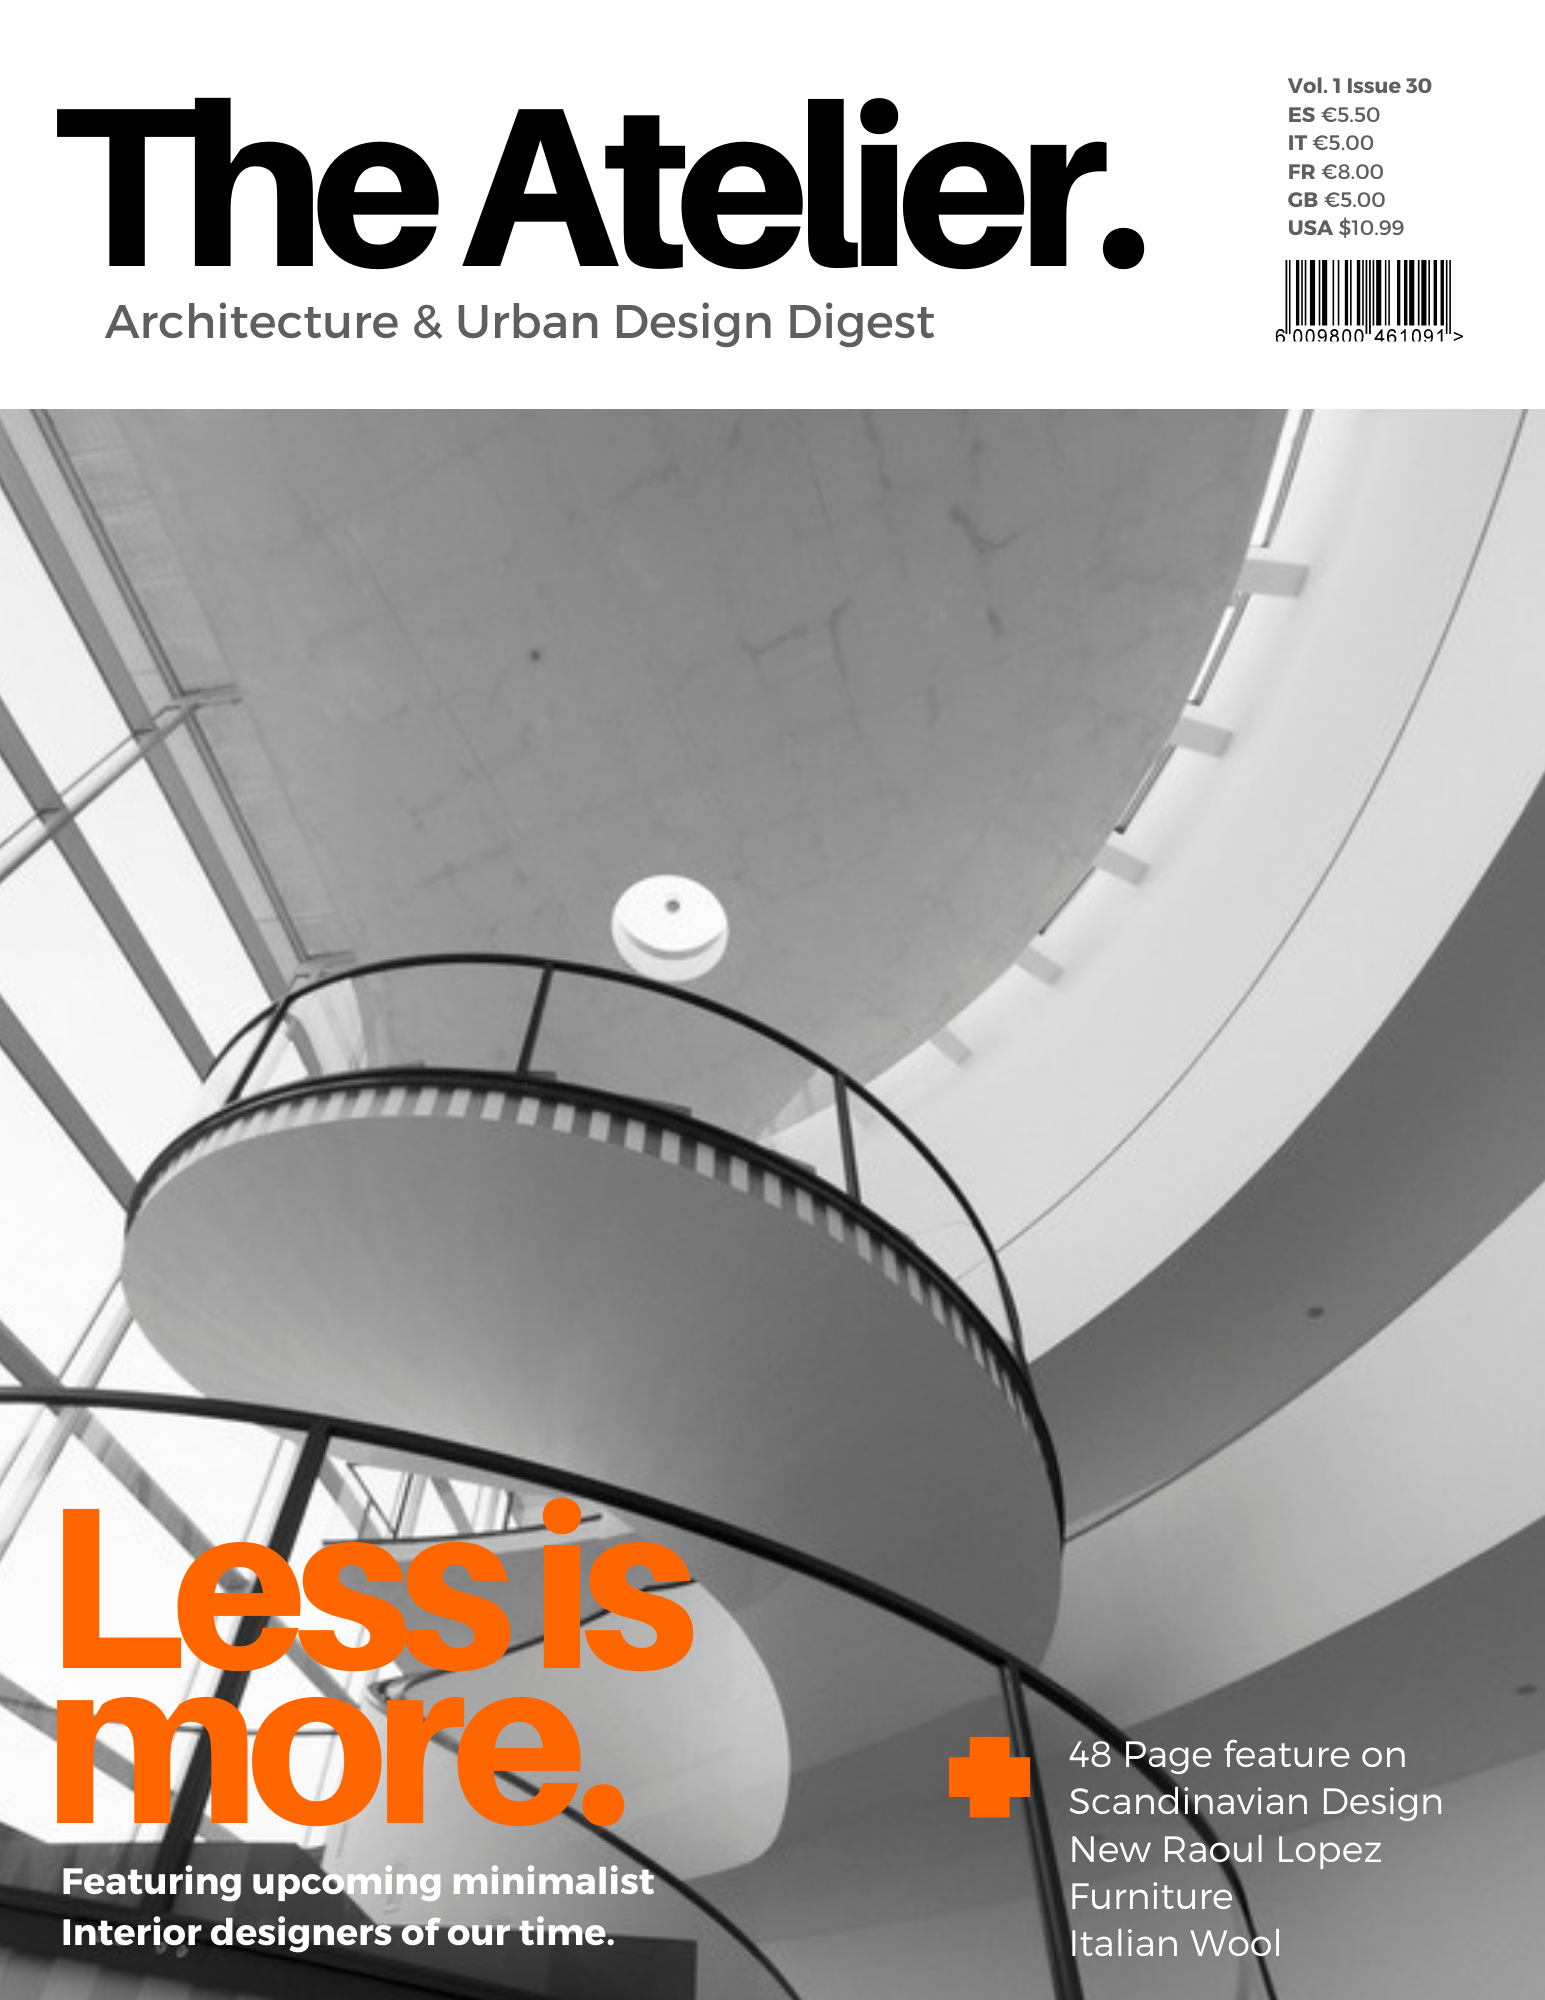 The Atelier.
Architecture & Urban Design Digest
Vol. 1 Issue 30
ES €5.50
IT €5.00
FR €8.00
GB €5.00
USA $10.99
6 009800 461091 >
Less is
more.
Featuring upcoming minimalist
Interior designers of our time.
48 Page feature on
Scandinavian Design
New Raoul Lopez
Furniture
Italian Wool